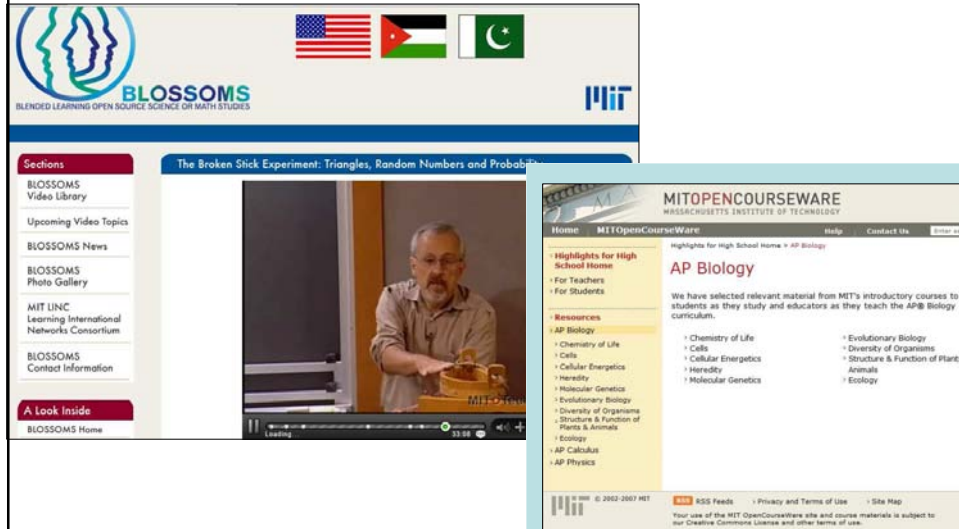 BLOSSOMS
BLENDED LEARNING OPEN SOURCE SCIENCE OR MATH STUDIES
MIT
Sections
BLOSSOMS
Video Library
Upcoming Video Topics
BLOSSOMS News
BLOSSOMS
Photo Gallery
MIT LINC
Learning International
Networks Consortium
BLOSSOMS
Contact Information
A Look Inside
BLOSSOMS Home
The Broken Stick Experiment: Triangles, Random Numbers and Probability
Loading
33:58
MITOPENCOURSEWARE
MASSACHUSETTS INSTITUTE OF TECHNOLOGY
Home MITOpenCourseWare Help Contact Us
Highlights for High
School Home
For Teachers
For Students
Resources
AP Biology
Chemistry of Life
Cells
Cellular Energetics
Heredity
Molecular Genetics
Evolutionary Biology
Diversity of Organisms
Structure & Function of
Plants & Animals
Ecology
AP Calculus
AP Physics
Highlights for High School Home > AP Biology
AP Biology
We have selected relevant material from MIT's introductory courses to
students as they study and educators as they teach the AP® Biology
curriculum.
Chemistry of Life
Cells
Cellular Energetics
Heredity
Molecular Genetics
Evolutionary Biology
Diversity of Organisms
Structure & Function of
Animals
Ecology
© 2002-2007 MIT
RSS RSS Feeds Privacy and Terms of Use Site Map
Your use of the MIT OpenCourseWare site and course materials is subject to
our Creative Commons License and other terms of use.